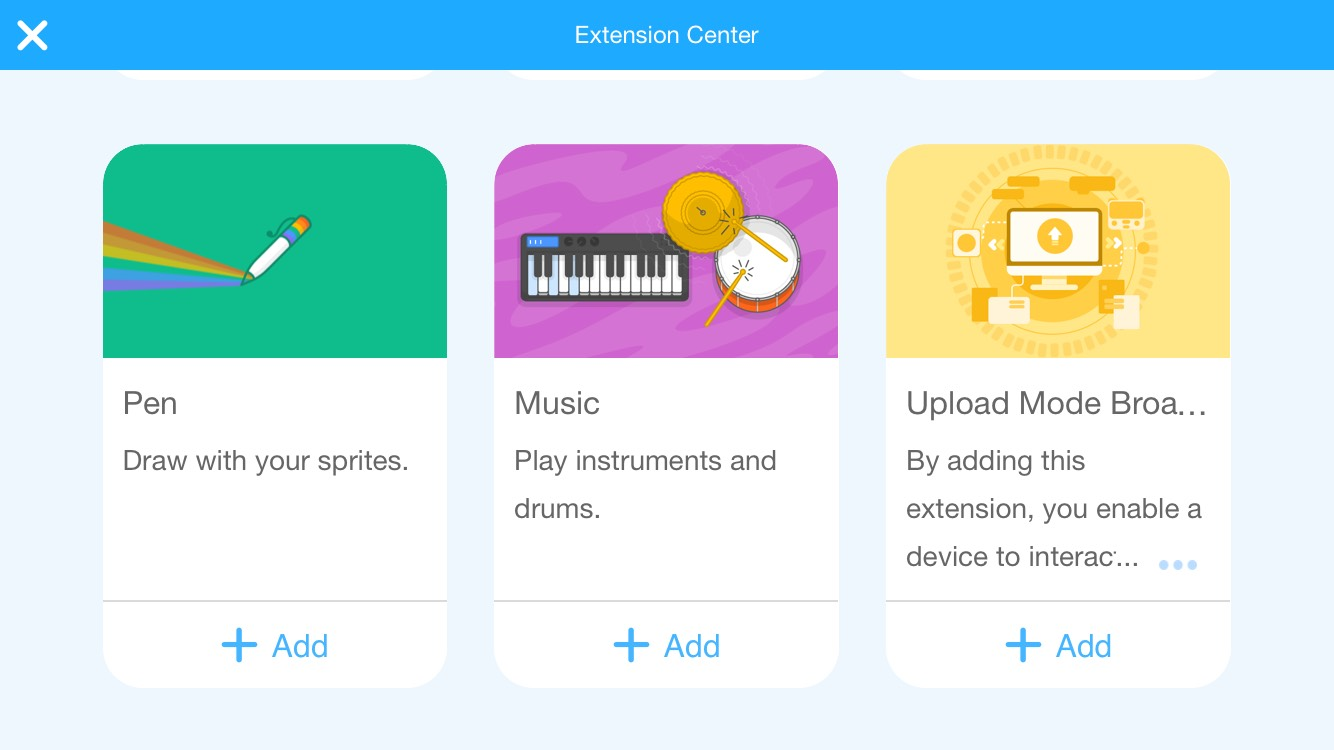 Extension Center
Pen
Draw with your sprites.
Music
Play instruments and
drums.
Upload Mode Broa...
By adding this
extension, you enable a
device to interac...
Add
Add
Add